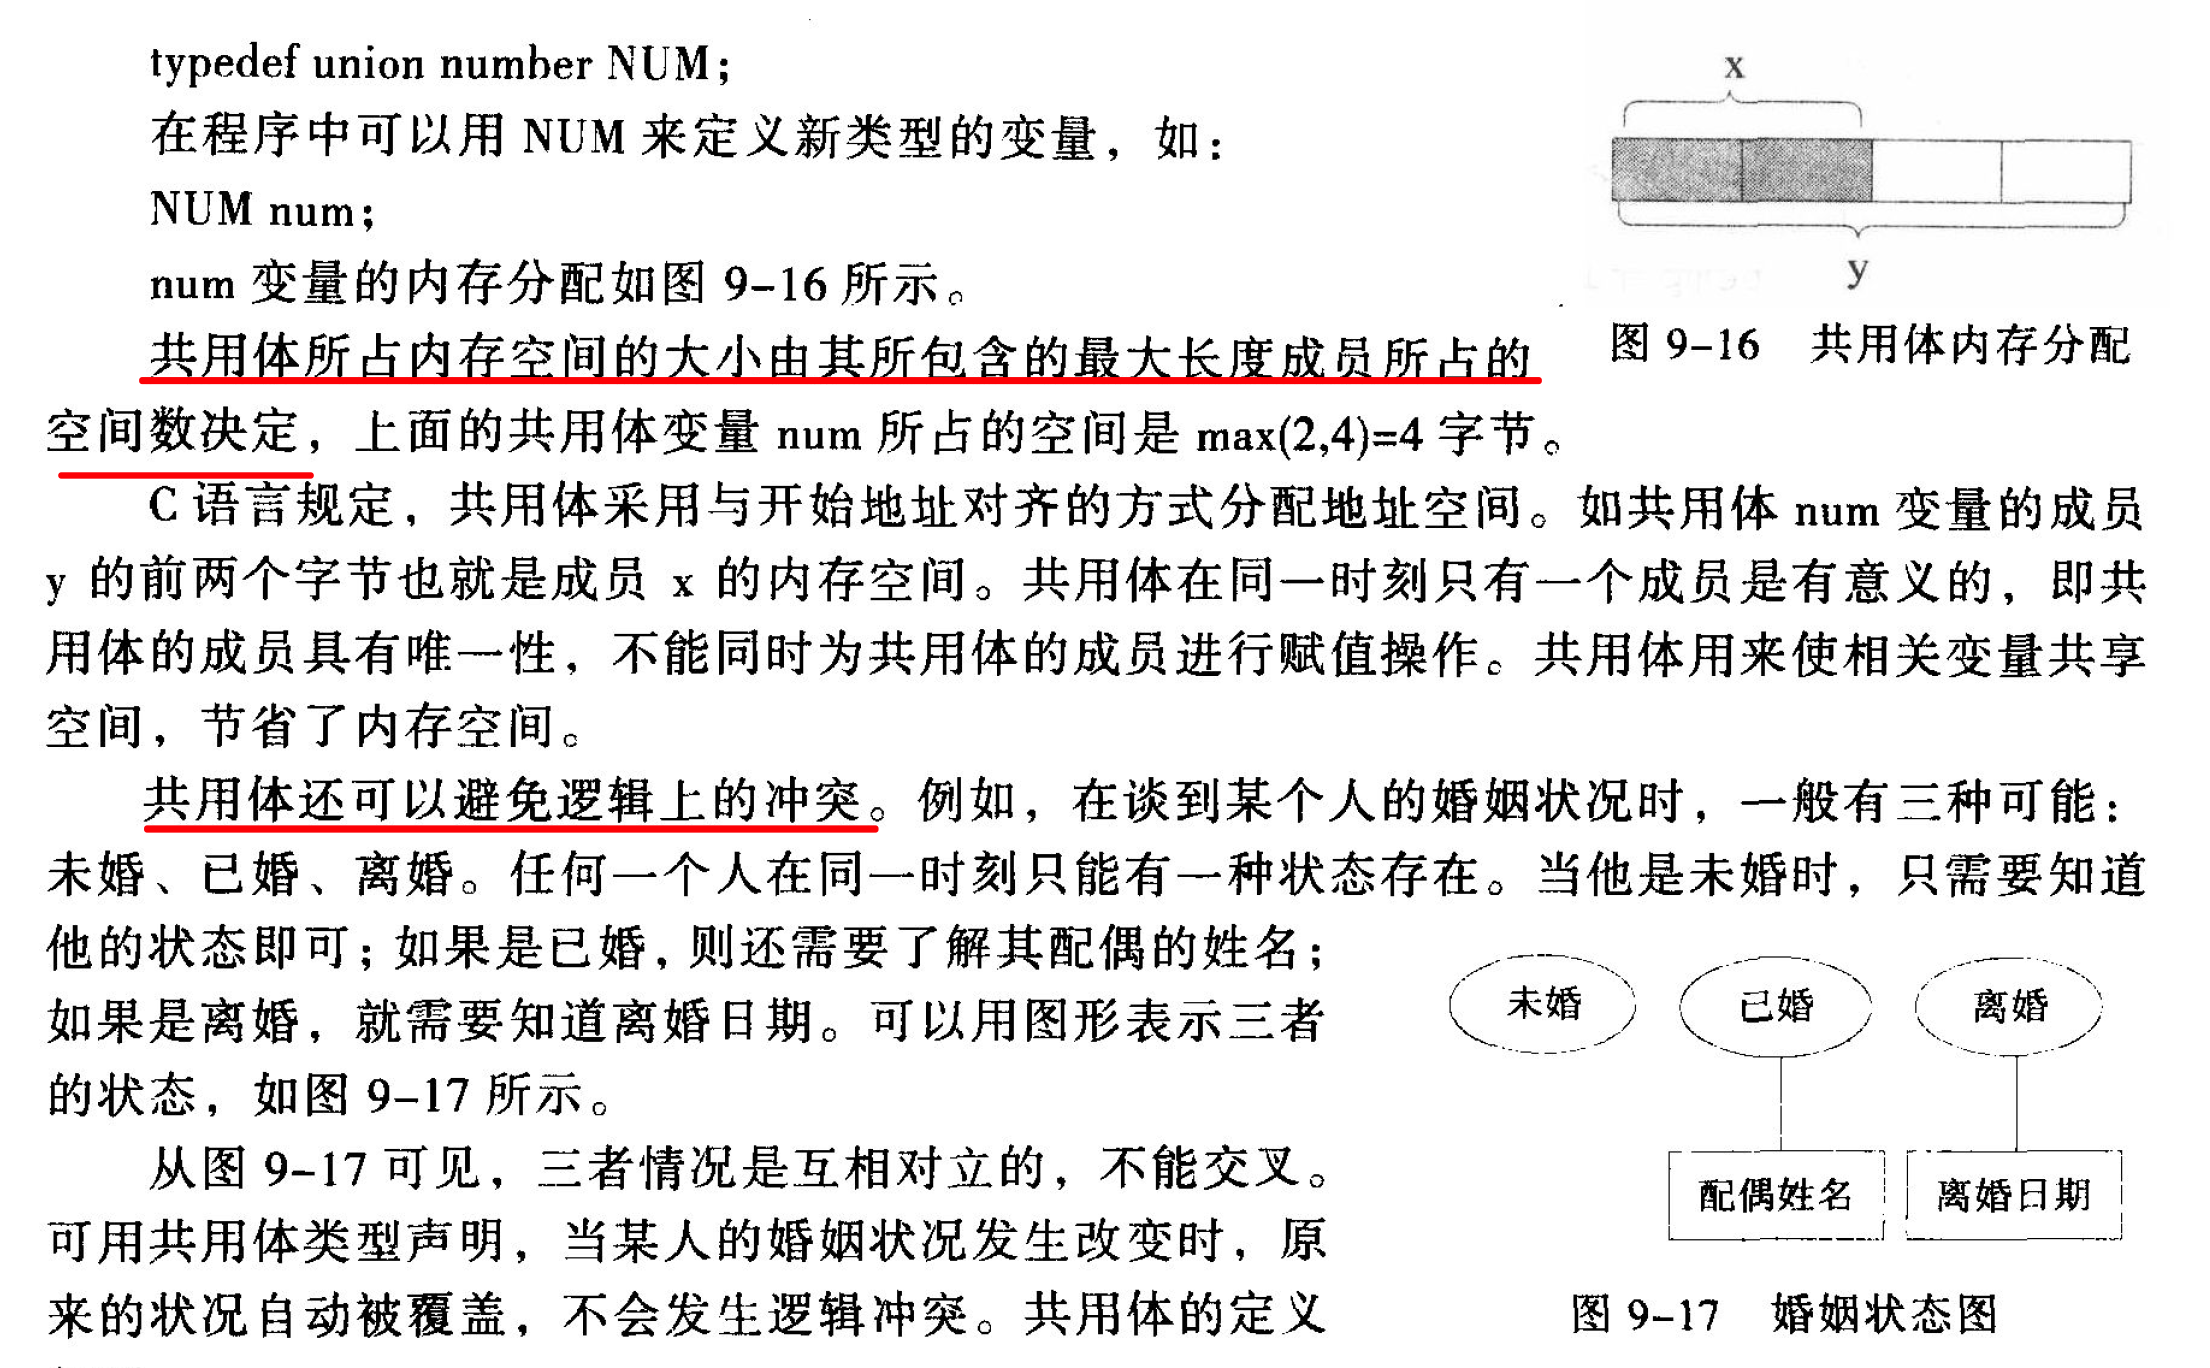 typedef union number NUM;
在程序中可以用 NUM 来定义新类型的变量，如：
NUM num;
num 变量的内存分配如图 9-16 所示。
x
y
图 9-16 共用体内存分配
共用体所占内存空间的大小由其所包含的最大长度成员所占的
空间数决定，上面的共用体变量 num 所占的空间是 max(2,4)=4 字节。
C 语言规定，共用体采用与开始地址对齐的方式分配地址空间。如共用体 num 变量的成员
y 的前两个字节也就是成员 x 的内存空间。共用体在同一时刻只有一个成员是有意义的，即共
用体的成员具有唯一性，不能同时为共用体的成员进行赋值操作。共用体用来使相关变量共享
空间，节省了内存空间。
共用体还可以避免逻辑上的冲突。例如，在谈到某个人的婚姻状况时，一般有三种可能：
未婚、已婚、离婚。任何一个人在同一时刻只能有一种状态存在。当他是未婚时，只需要知道
他的状态即可；如果是已婚，则还需要了解其配偶的姓名；
如果是离婚，就需要知道离婚日期。可以用图形表示三者
的状态，如图 9-17 所示。
从图 9-17 可见，三者情况是互相对立的，不能交叉。
可用共用体类型声明，当某人的婚姻状况发生改变时，原
来的状况自动被覆盖，不会发生逻辑冲突。共用体的定义
未婚
已婚
离婚
配偶姓名
离婚日期
图 9-17 婚姻状态图